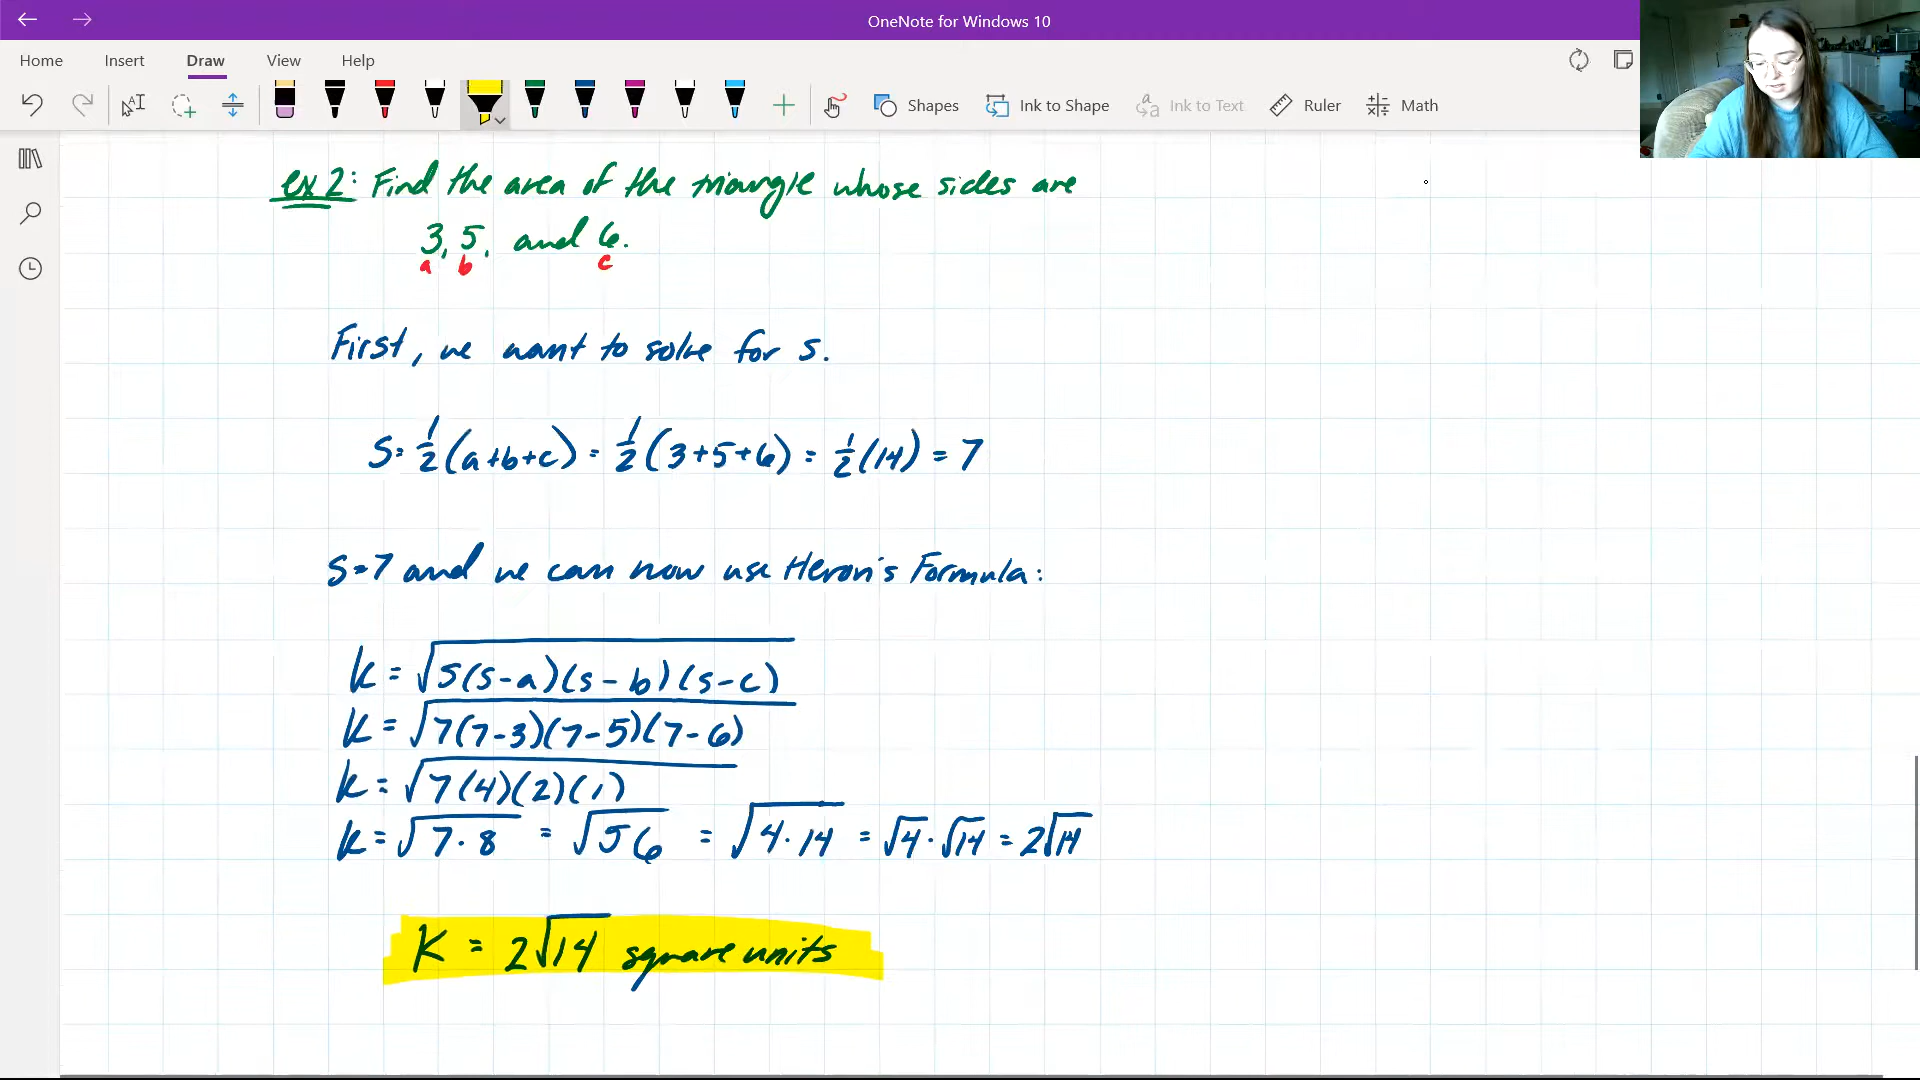 OneNote for Windows 10
Home Insert Draw View Help
Shapes Ink to Shape Ink to Text Ruler Math
ex 2: Find the area of the triangle whose sides are
3, 5, and 6.
a b c
First, we want to solve for s.
S = 1/2 (a+b+c) = 1/2 (3+5+6) = 1/2 (14) = 7
S=7 and we can now use Heron's Formula:
K = √S(S-a)(s-b)(s-c)
K = √7(7-3)(7-5)(7-6)
K = √7(4)(2)(1)
K = √7·8 = √56 = √4·14 = √4·√14 = 2√14
K = 2√14 square units